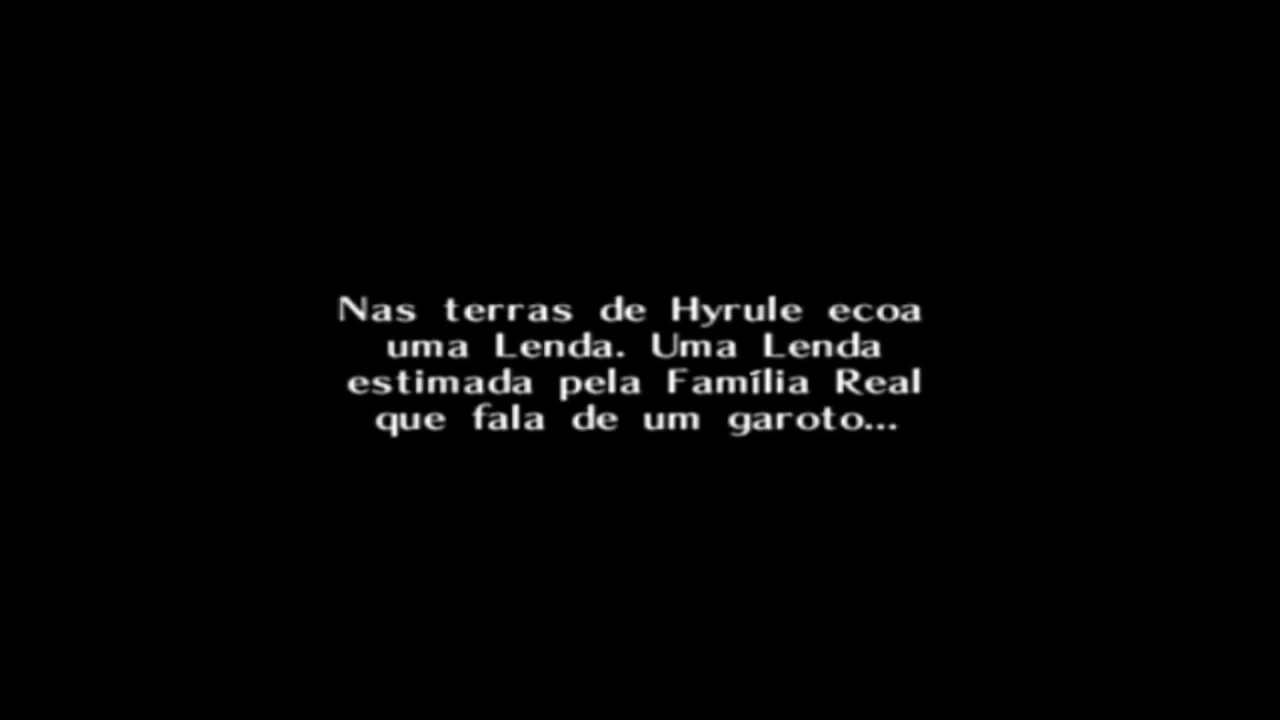 Nas terras de Hyrule ecoa
uma Lenda. Uma Lenda
estimada pela Família Real
que fala de um garoto...